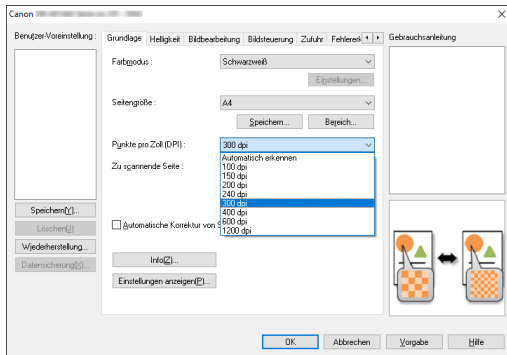 Canon
Benutzer-Voreinstellung :
Grundlage Helligkeit Bildbearbeitung Bildsteuerung Zufuhr Fehlererk
Gebrauchsanleitung
Farbmodus : Schwarzweiß
Einstellungen...
Seitengröße : A4
Speichern... Bereich...
Punkte pro Zoll (DPI) : 300 dpi
Automatisch erkennen
Zu scannende Seite : 100 dpi
150 dpi
200 dpi
240 dpi
300 dpi
400 dpi
600 dpi
1200 dpi
Automatische Korrektur von S
Speichern(Y)...
Löschen(J)
Wiederherstellung...
Datensicherung(X)...
Info(Z)...
Einstellungen anzeigen(P)...
OK Abbrechen Vorgabe Hilfe